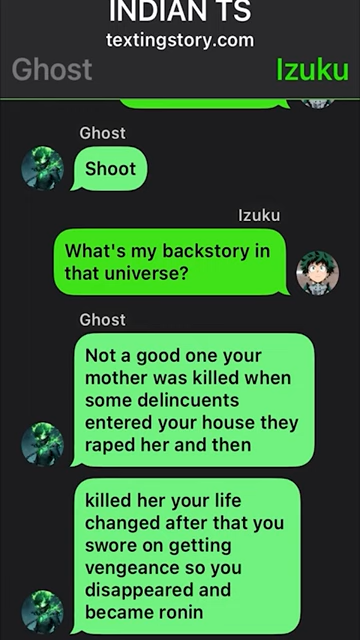 INDIAN TS
textingstory.com
Ghost
Izuku
Ghost
Shoot
Izuku
What's my backstory in
that universe?
Ghost
Not a good one your
mother was killed when
some delincuents
entered your house they
raped her and then
killed her your life
changed after that you
swore on getting
vengeance so you
disappeared and
became ronin